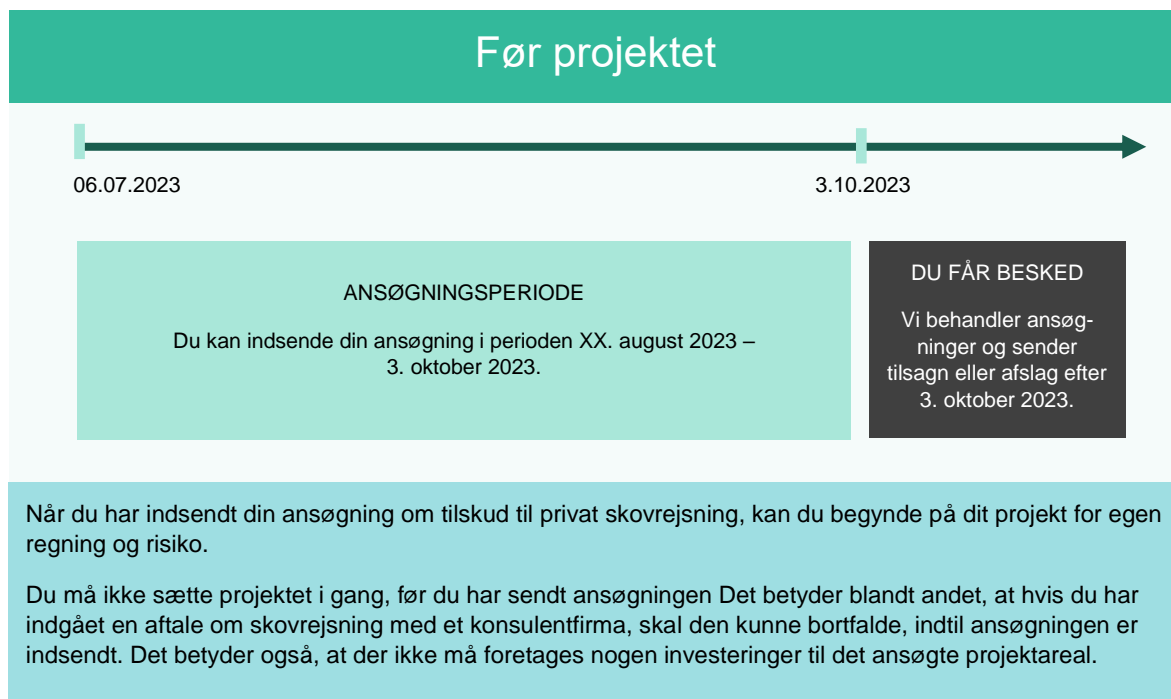 Før projektet
06.07.2023
3.10.2023
ANSØGNINGSPERIODE
Du kan indsende din ansøgning i perioden XX. august 2023 –
3. oktober 2023.
DU FÅR BESKED
Vi behandler ansøg-
ninger og sender
tilsagn eller afslag efter
3. oktober 2023.
Når du har indsendt din ansøgning om tilskud til privat skovrejsning, kan du begynde på dit projekt for egen
regning og risiko.
Du må ikke sætte projektet i gang, før du har sendt ansøgningen Det betyder blandt andet, at hvis du har
indgået en aftale om skovrejsning med et konsulentfirma, skal den kunne bortfalde, indtil ansøgningen er
indsendt. Det betyder også, at der ikke må foretages nogen investeringer til det ansøgte projektareal.